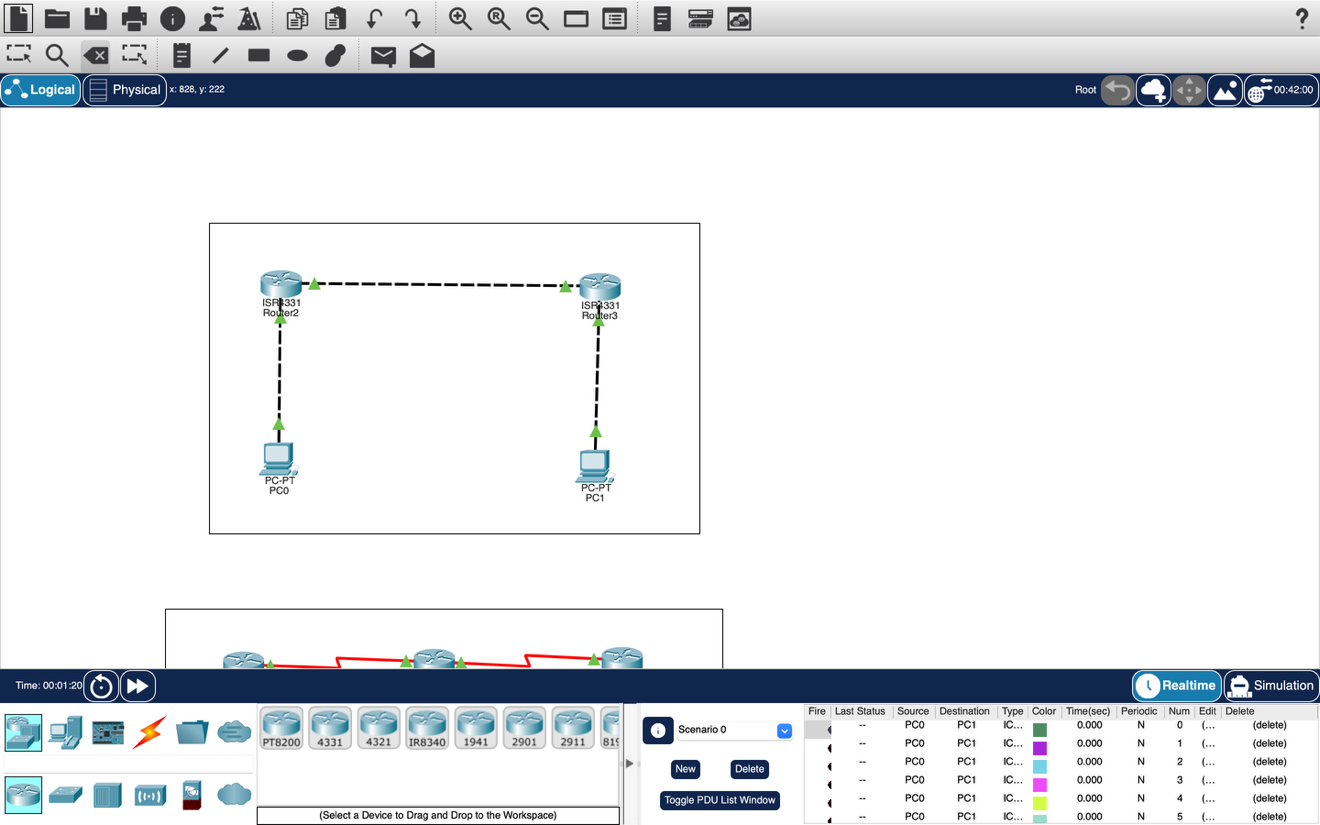 Logical
Physical
x: 828, y: 222
Root
00:42:00
ISR4331
Router2
ISR4331
Router3
PC-PT
PC0
PC-PT
PC1
Time: 00:01:20
Realtime
Simulation
PT8200
4331
4321
IR8340
1941
2901
2911
819
(Select a Device to Drag and Drop to the Workspace)
Scenario 0
New
Delete
Toggle PDU List Window
Fire Last Status Source Destination Type Color Time(sec) Periodic Num Edit Delete
-- PC0 PC1 IC... 0.000 N 0 (... (delete)
-- PC0 PC1 IC... 0.000 N 1 (... (delete)
-- PC0 PC1 IC... 0.000 N 2 (... (delete)
-- PC0 PC1 IC... 0.000 N 3 (... (delete)
-- PC0 PC1 IC... 0.000 N 4 (... (delete)
-- PC0 PC1 IC... 0.000 N 5 (... (delete)